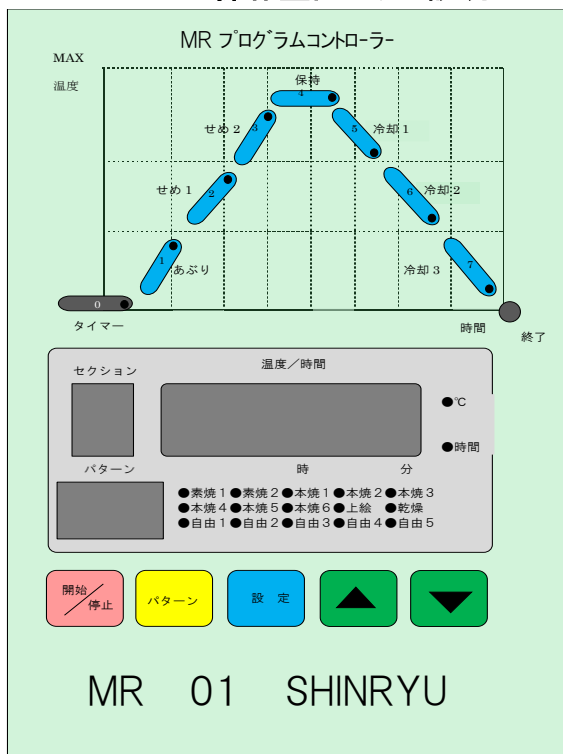 MR プログラムコントローラー
MAX
温度
保持
4
せめ 2
3
5
冷却 1
せめ 1
2
6
冷却 2
1
あぶり
冷却 3
7
0
タイマー
時間
終了
セクション
温度／時間
●℃
●時間
パターン
時
分
●素焼 1 ●素焼 2 ●本焼 1 ●本焼 2 ●本焼 3
●本焼 4 ●本焼 5 ●本焼 6 ●上絵 ●乾燥
●自由 1 ●自由 2 ●自由 3 ●自由 4 ●自由 5
開始／停止
パターン
設 定
▲
▼
MR 01 SHINRYU